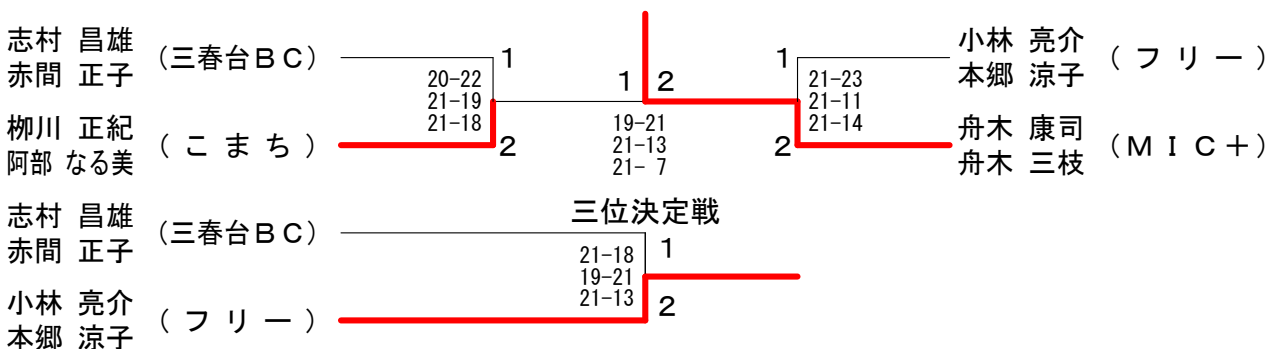 志村 昌雄
赤間 正子
(三春台BC)
1
20-22
21-19
21-18
栁川 正紀
阿部 なる美
(こまち)
2
1 2
19-21
21-13
21- 7
小林 亮介
本郷 涼子
(フリー)
1
21-23
21-11
21-14
舟木 康司
舟木 三枝
(MIC+)
2
三位決定戦
志村 昌雄
赤間 正子
(三春台BC)
1
21-18
19-21
21-13
小林 亮介
本郷 涼子
(フリー)
2